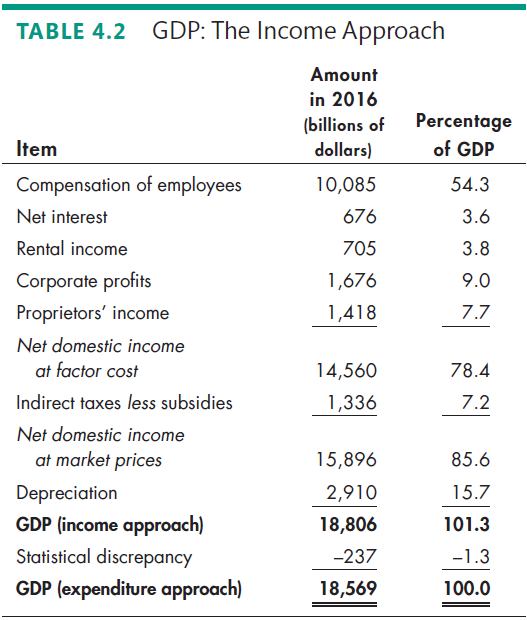 TABLE 4.2 GDP: The Income Approach
Amount
in 2016
(billions of Percentage
Item dollars) of GDP
Compensation of employees 10,085 54.3
Net interest 676 3.6
Rental income 705 3.8
Corporate profits 1,676 9.0
Proprietors’ income 1,418 7.7
Net domestic income
at factor cost 14,560 78.4
Indirect taxes less subsidies 1,336 7.2
Net domestic income
at market prices 15,896 85.6
Depreciation 2,910 15.7
GDP (income approach) 18,806 101.3
Statistical discrepancy –237 –1.3
GDP (expenditure approach) 18,569 100.0